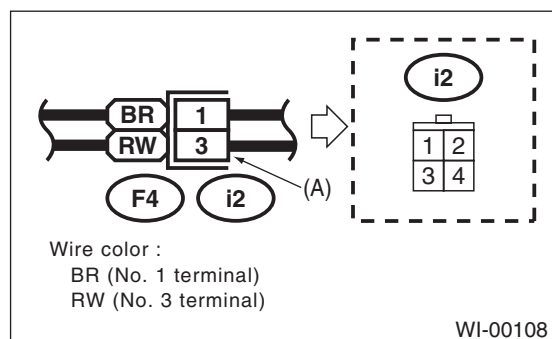 BR 1
RW 3
F4 i2
(A)
i2
1 2
3 4
Wire color :
BR (No. 1 terminal)
RW (No. 3 terminal)
WI-00108